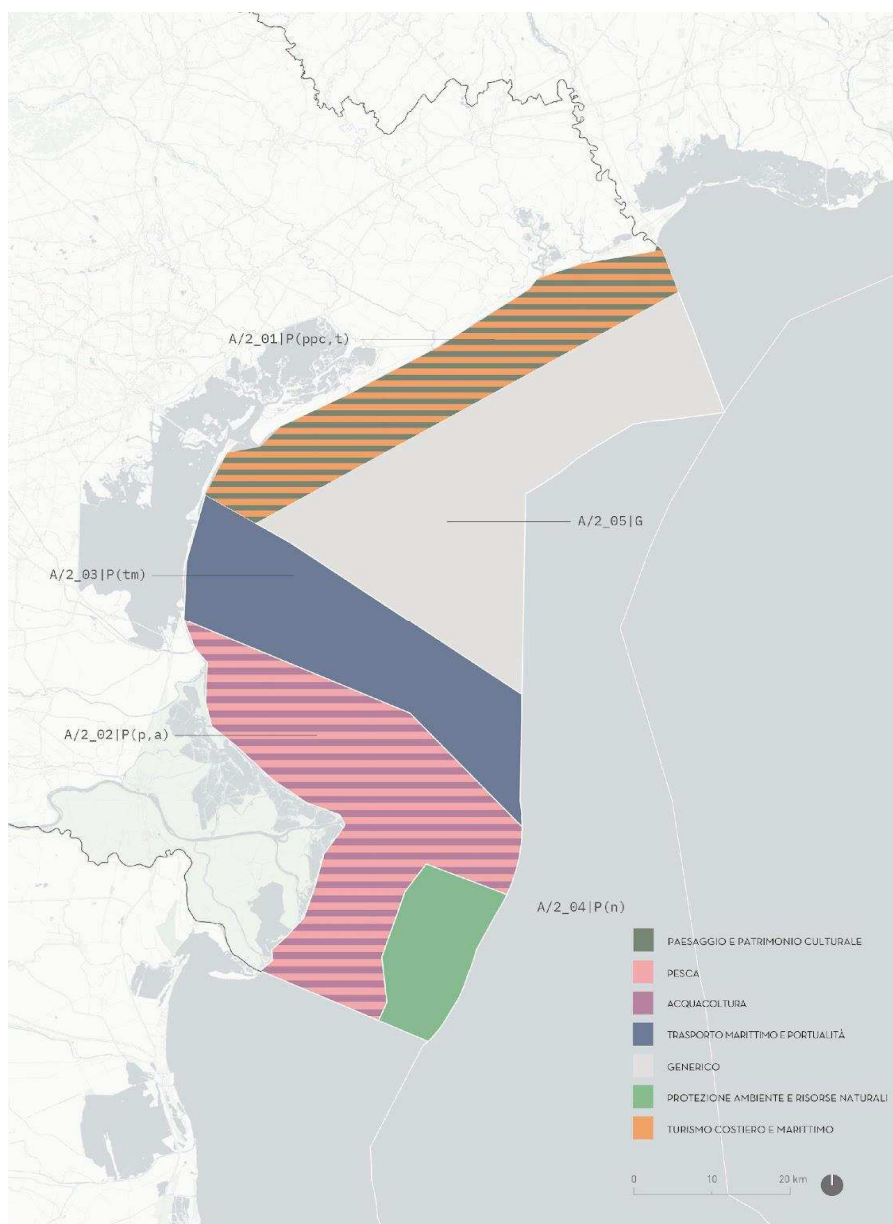 A/2_01|P(ppc,t)
A/2_05|G
A/2_03|P(tm)
A/2_02|P(p,a)
A/2_04|P(n)
PAESAGGIO E PATRIMONIO CULTURALE
PESCA
ACQUACOLTURA
TRASPORTO MARITTIMO E PORTUALITÀ
GENERICO
PROTEZIONE AMBIENTE E RISORSE NATURALI
TURISMO COSTIERO E MARITTIMO
0 10 20 km